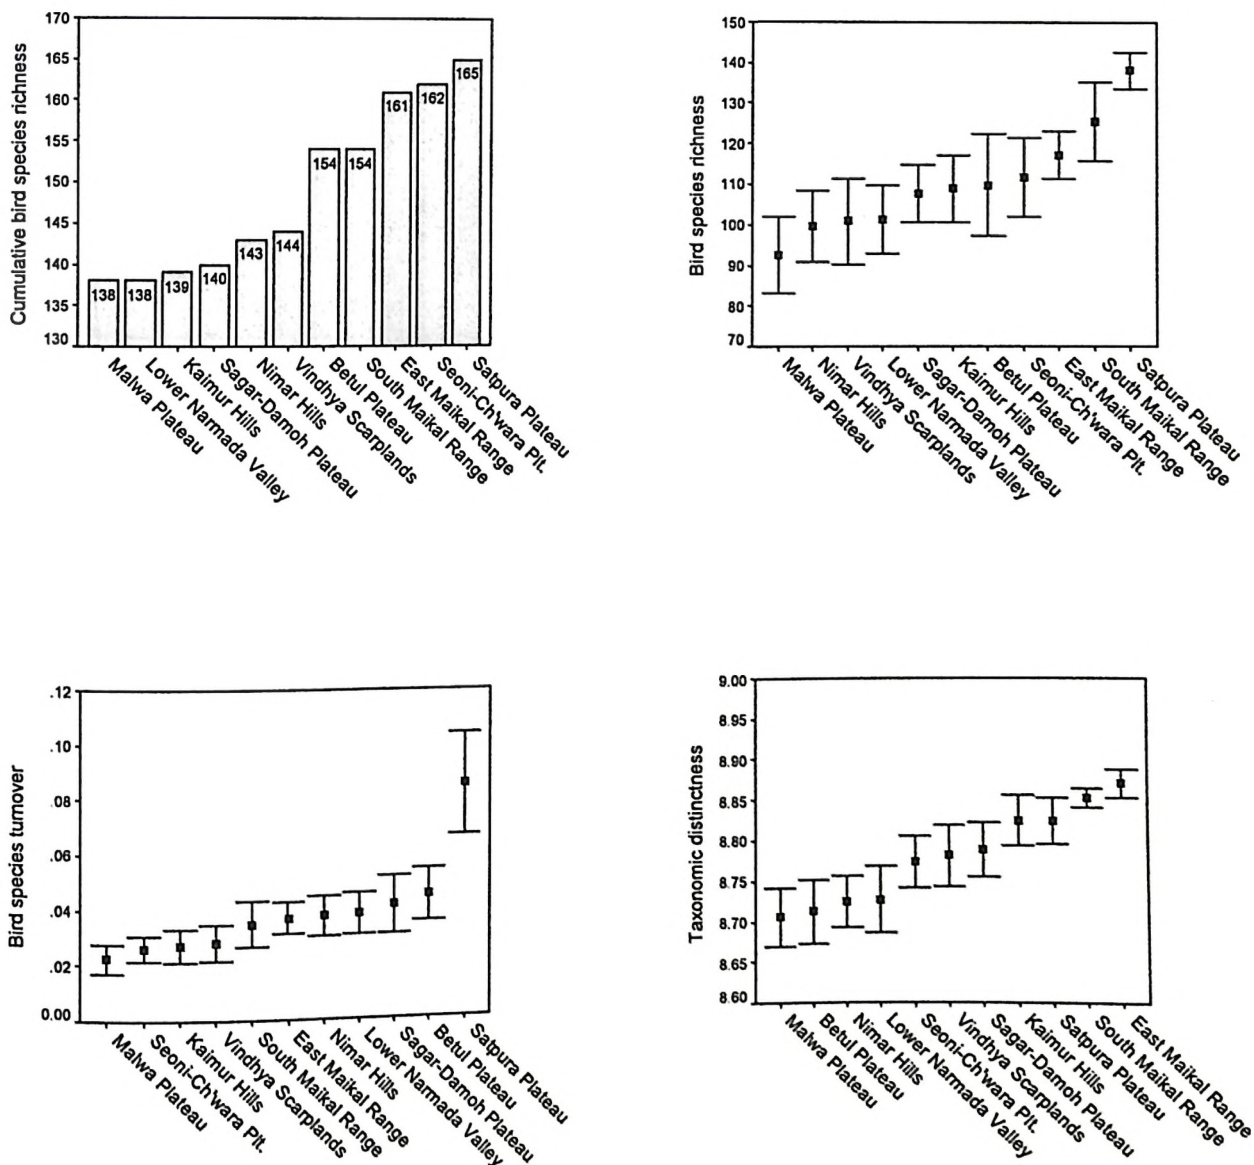 Cumulative bird species richness
170
165
160
155
150
145
140
135
130
138
138
139
140
143
144
154
154
161
162
165
Malwa Plateau
Lower Narmada Valley
Kaimur Hills
Sagar-Damoh Plateau
Nimar Hills
Vindhya Scarplands
Betul Plateau
South Maikal Range
East Maikal Range
Seoni-Ch'wara Plt.
Satpura Plateau
Bird species richness
150
140
130
120
110
100
90
80
70
Malwa Plateau
Nimar Hills
Vindhya Scarplands
Lower Narmada Valley
Sagar-Damoh Plateau
Kaimur Hills
Betul Plateau
Seoni-Ch'wara Plt.
East Maikal Range
South Maikal Range
Satpura Plateau
Bird species turnover
.12
.10
.08
.06
.04
.02
0.00
Malwa Plateau
Seoni-Ch'wara Plt.
Kaimur Hills
Vindhya Scarplands
South Maikal Range
East Maikal Range
Nimar Hills
Lower Narmada Valley
Sagar-Damoh Plateau
Betul Plateau
Satpura Plateau
Taxonomic distinctness
9.00
8.95
8.90
8.85
8.80
8.75
8.70
8.65
8.60
Malwa Plateau
Betul Plateau
Nimar Hills
Lower Narmada Valley
Seoni-Ch'wara Plt.
Vindhya Scarplands
Sagar-Damoh Plateau
Kaimur Hills
Satpura Plateau
South Maikal Range
East Maikal Range